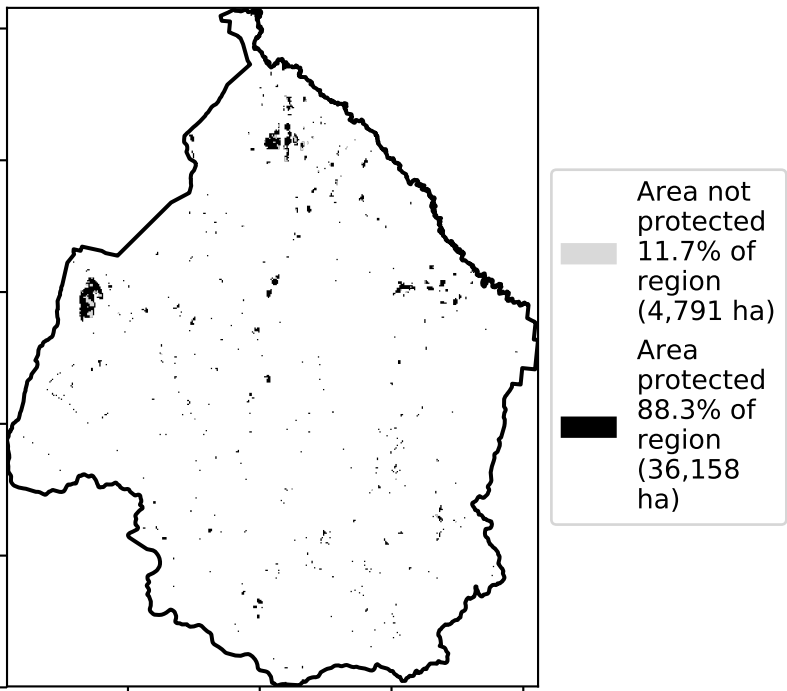 Area not
protected
11.7% of
region
(4,791 ha)
Area
protected
88.3% of
region
(36,158
ha)